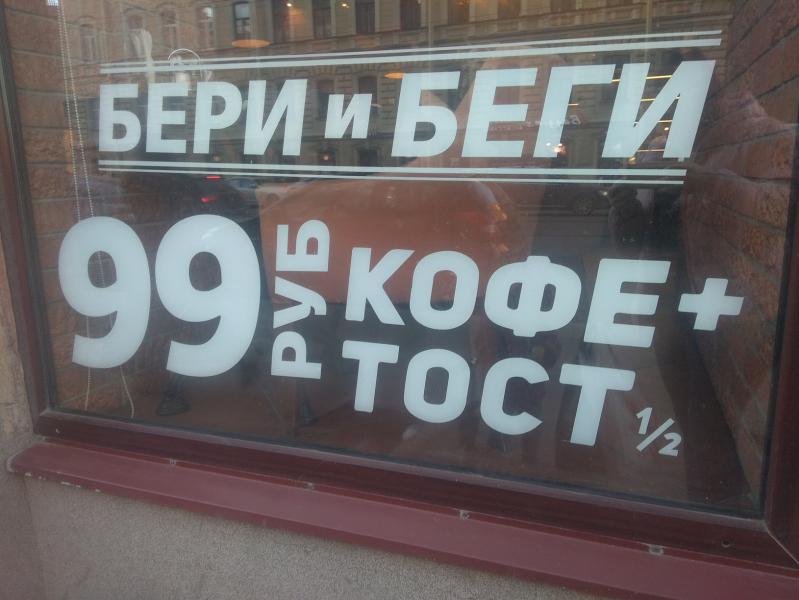 БЕРИ и БЕГИ
99 РУБ КОФЕ +
ТОСТ 1/2